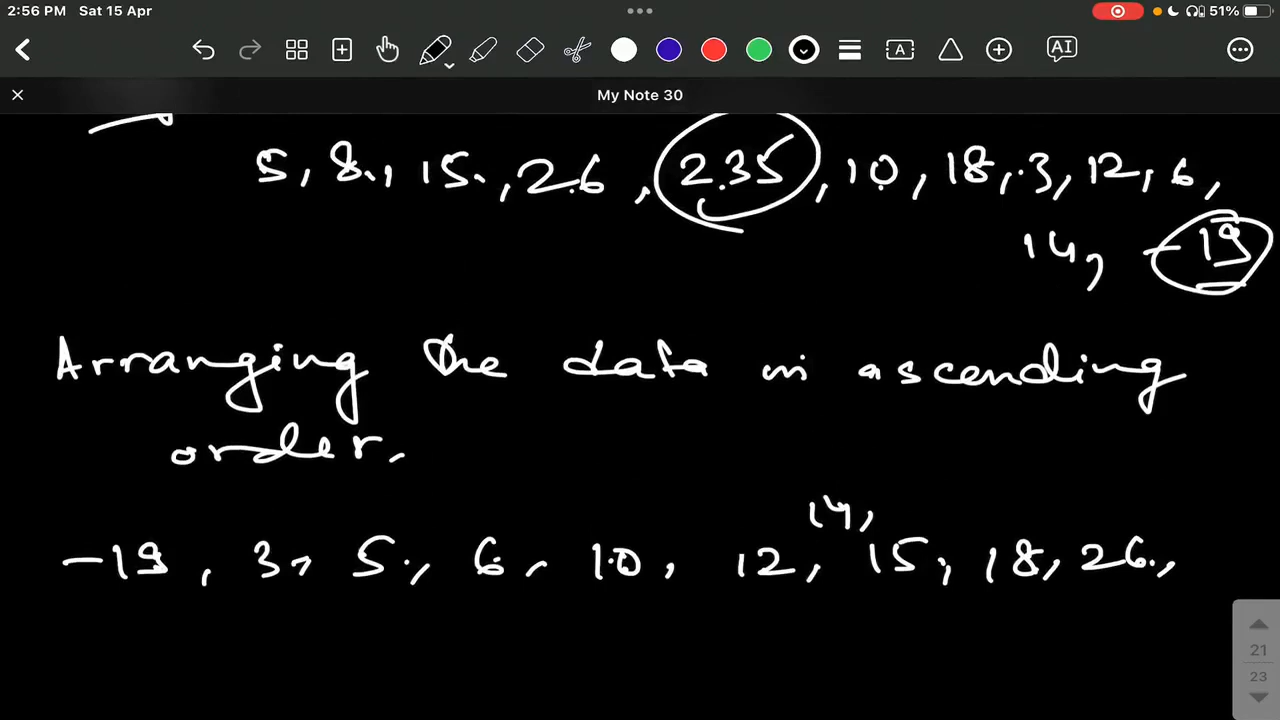 2:56 PM Sat 15 Apr
51%
A
AI
My Note 30
5, 8, 15, 26, 235, 10, 18, 3, 12, 6,
14, -19
Arranging the data in ascending
order.
14,
-19, 3, 5, 6, 10, 12, 15, 18, 26,
21
23